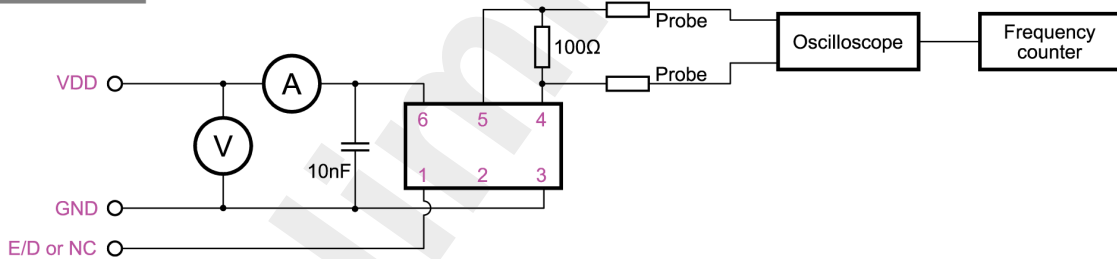 Probe
100Ω
Oscilloscope
Frequency
counter
Probe
VDD
A
6 5 4
V
10nF
1 2 3
GND
E/D or NC